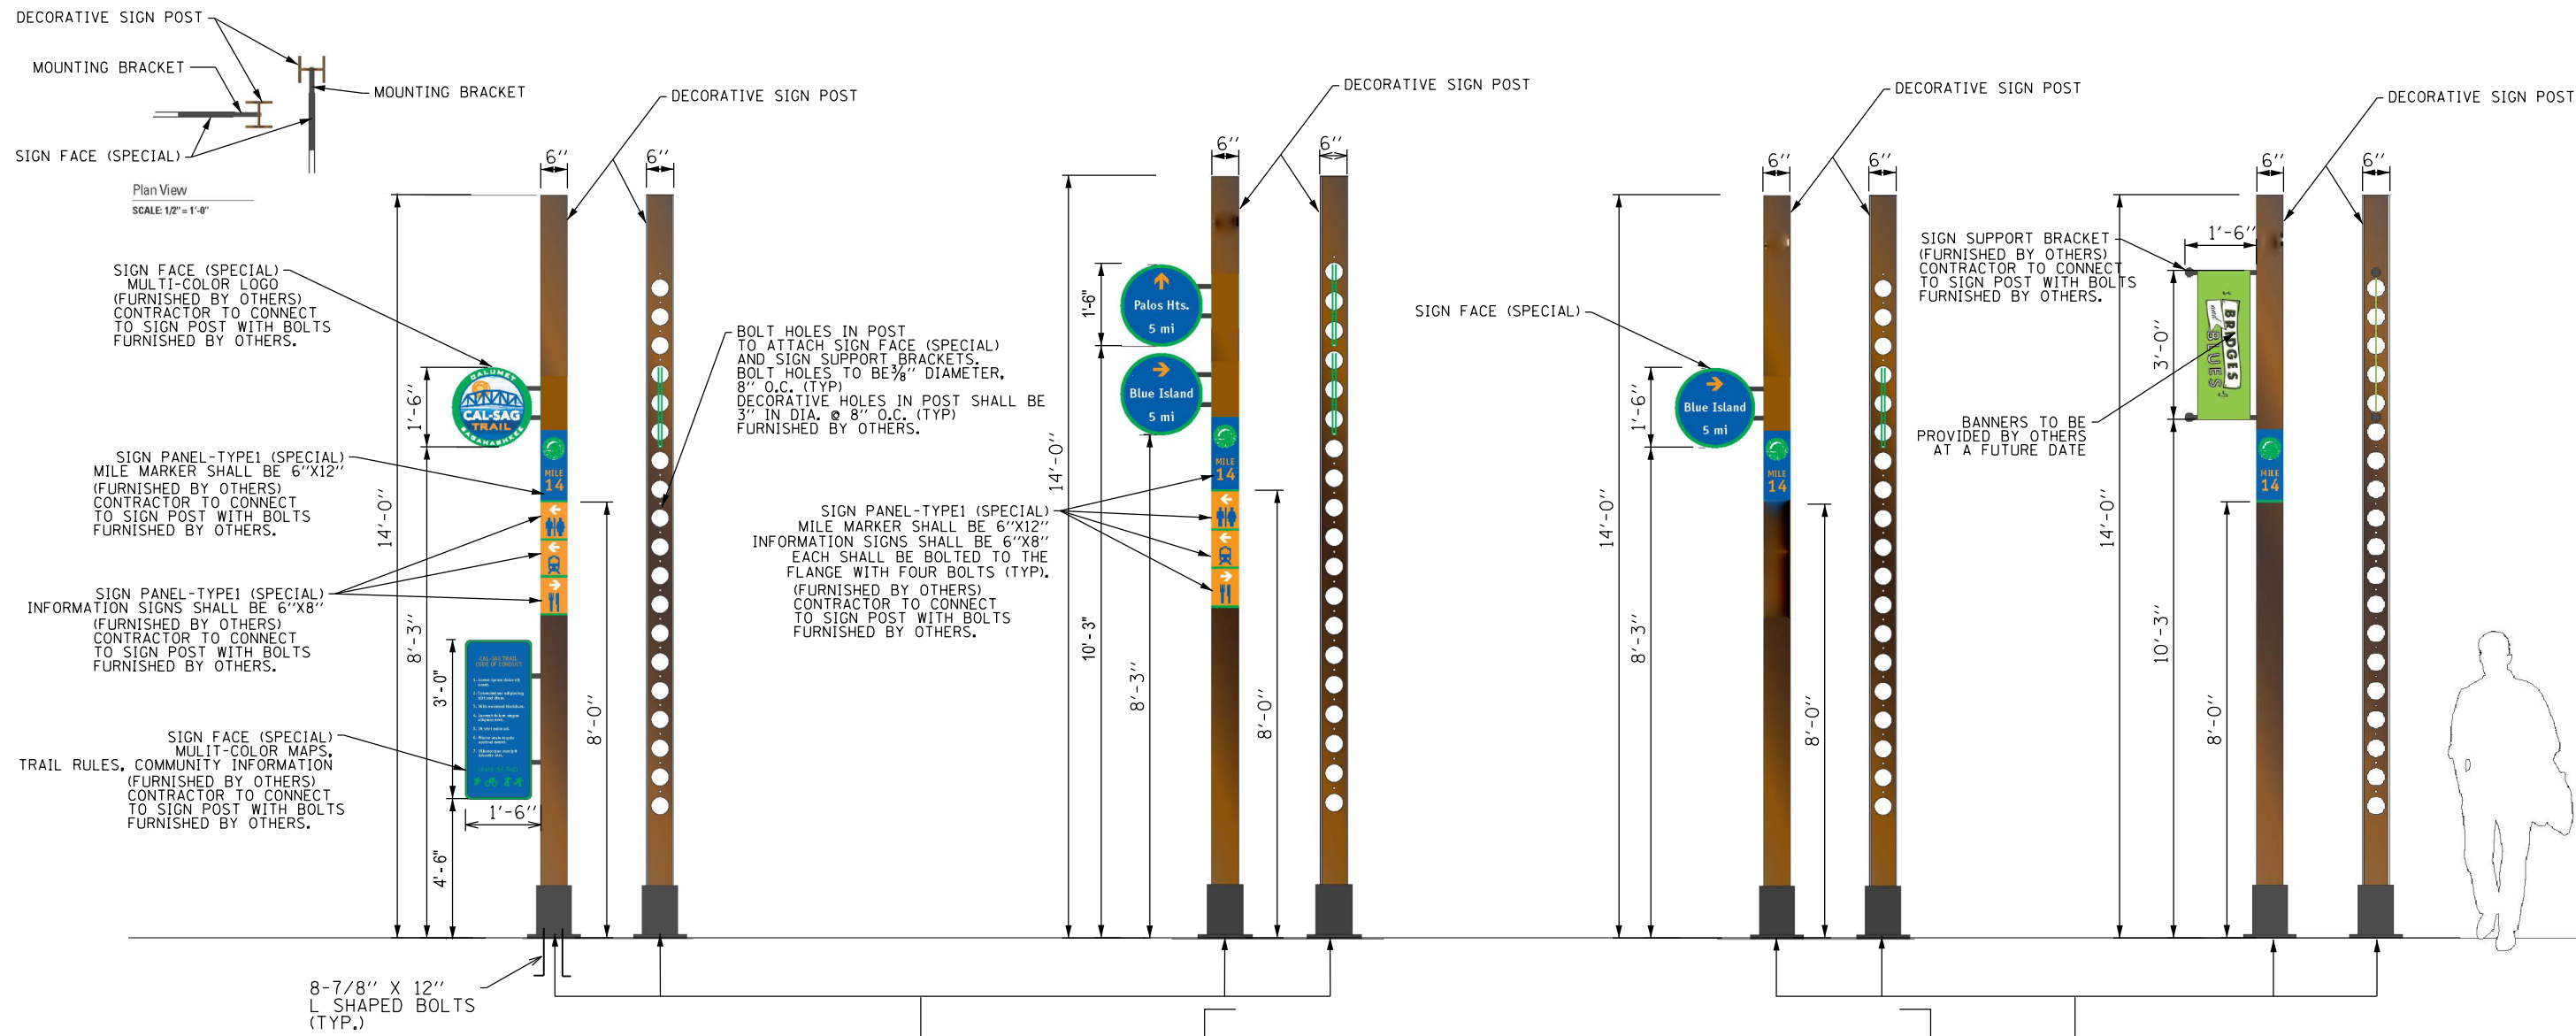 DECORATIVE SIGN POST
MOUNTING BRACKET
MOUNTING BRACKET
SIGN FACE (SPECIAL)
Plan View
SCALE: 1/2" = 1'-0"
DECORATIVE SIGN POST
6''
6''
SIGN FACE (SPECIAL)
MULTI-COLOR LOGO
(FURNISHED BY OTHERS)
CONTRACTOR TO CONNECT
TO SIGN POST WITH BOLTS
FURNISHED BY OTHERS.
CALUMET
CAL-SAG
TRAIL
1'-6''
SIGN PANEL-TYPE1 (SPECIAL)
MILE MARKER SHALL BE 6''X12''
(FURNISHED BY OTHERS)
CONTRACTOR TO CONNECT
TO SIGN POST WITH BOLTS
FURNISHED BY OTHERS.
MILE
14
SIGN PANEL-TYPE1 (SPECIAL)
INFORMATION SIGNS SHALL BE 6''X8''
(FURNISHED BY OTHERS)
CONTRACTOR TO CONNECT
TO SIGN POST WITH BOLTS
FURNISHED BY OTHERS.
14'-0''
8'-3''
3'-0"
8'-0''
CAL-SAG TRAIL
CODE OF CONDUCT
SIGN FACE (SPECIAL)
MULIT-COLOR MAPS,
TRAIL RULES, COMMUNITY INFORMATION
(FURNISHED BY OTHERS)
CONTRACTOR TO CONNECT
TO SIGN POST WITH BOLTS
FURNISHED BY OTHERS.
1'-6''
4'-6"
8-7/8'' X 12''
L SHAPED BOLTS
(TYP.)
BOLT HOLES IN POST
TO ATTACH SIGN FACE (SPECIAL)
AND SIGN SUPPORT BRACKETS.
BOLT HOLES TO BE 3/8'' DIAMETER,
8'' O.C. (TYP)
DECORATIVE HOLES IN POST SHALL BE
3'' IN DIA. @ 8'' O.C. (TYP)
FURNISHED BY OTHERS.
DECORATIVE SIGN POST
6''
6''
1'-6"
Palos Hts.
5 mi
Blue Island
5 mi
MILE
14
SIGN PANEL-TYPE1 (SPECIAL)
MILE MARKER SHALL BE 6''X12''
INFORMATION SIGNS SHALL BE 6''X8''
EACH SHALL BE BOLTED TO THE
FLANGE WITH FOUR BOLTS (TYP).
(FURNISHED BY OTHERS)
CONTRACTOR TO CONNECT
TO SIGN POST WITH BOLTS
FURNISHED BY OTHERS.
14'-0''
10'-3"
8'-3''
8'-0''
DECORATIVE SIGN POST
6''
6''
SIGN FACE (SPECIAL)
1'-6''
Blue Island
5 mi
MILE
14
14'-0''
8'-3''
8'-0''
DECORATIVE SIGN POST
6''
6''
SIGN SUPPORT BRACKET
(FURNISHED BY OTHERS)
CONTRACTOR TO CONNECT
TO SIGN POST WITH BOLTS
FURNISHED BY OTHERS.
1'-6''
3'-0''
BRIDGES
and
BLUES
BANNERS TO BE
PROVIDED BY OTHERS
AT A FUTURE DATE
MILE
14
14'-0''
10'-3''
8'-0''